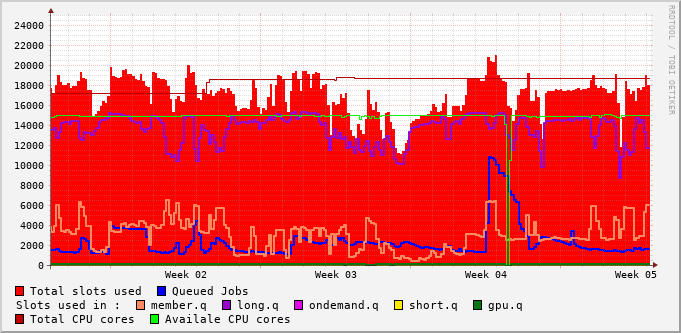 RRDTOOL / TOBI OETIKER
24000
22000
20000
18000
16000
14000
12000
10000
8000
6000
4000
2000
0
Week 02 Week 03 Week 04 Week 05
Total slots used Queued Jobs
Slots used in : member.q long.q ondemand.q short.q gpu.q
Total CPU cores Availale CPU cores